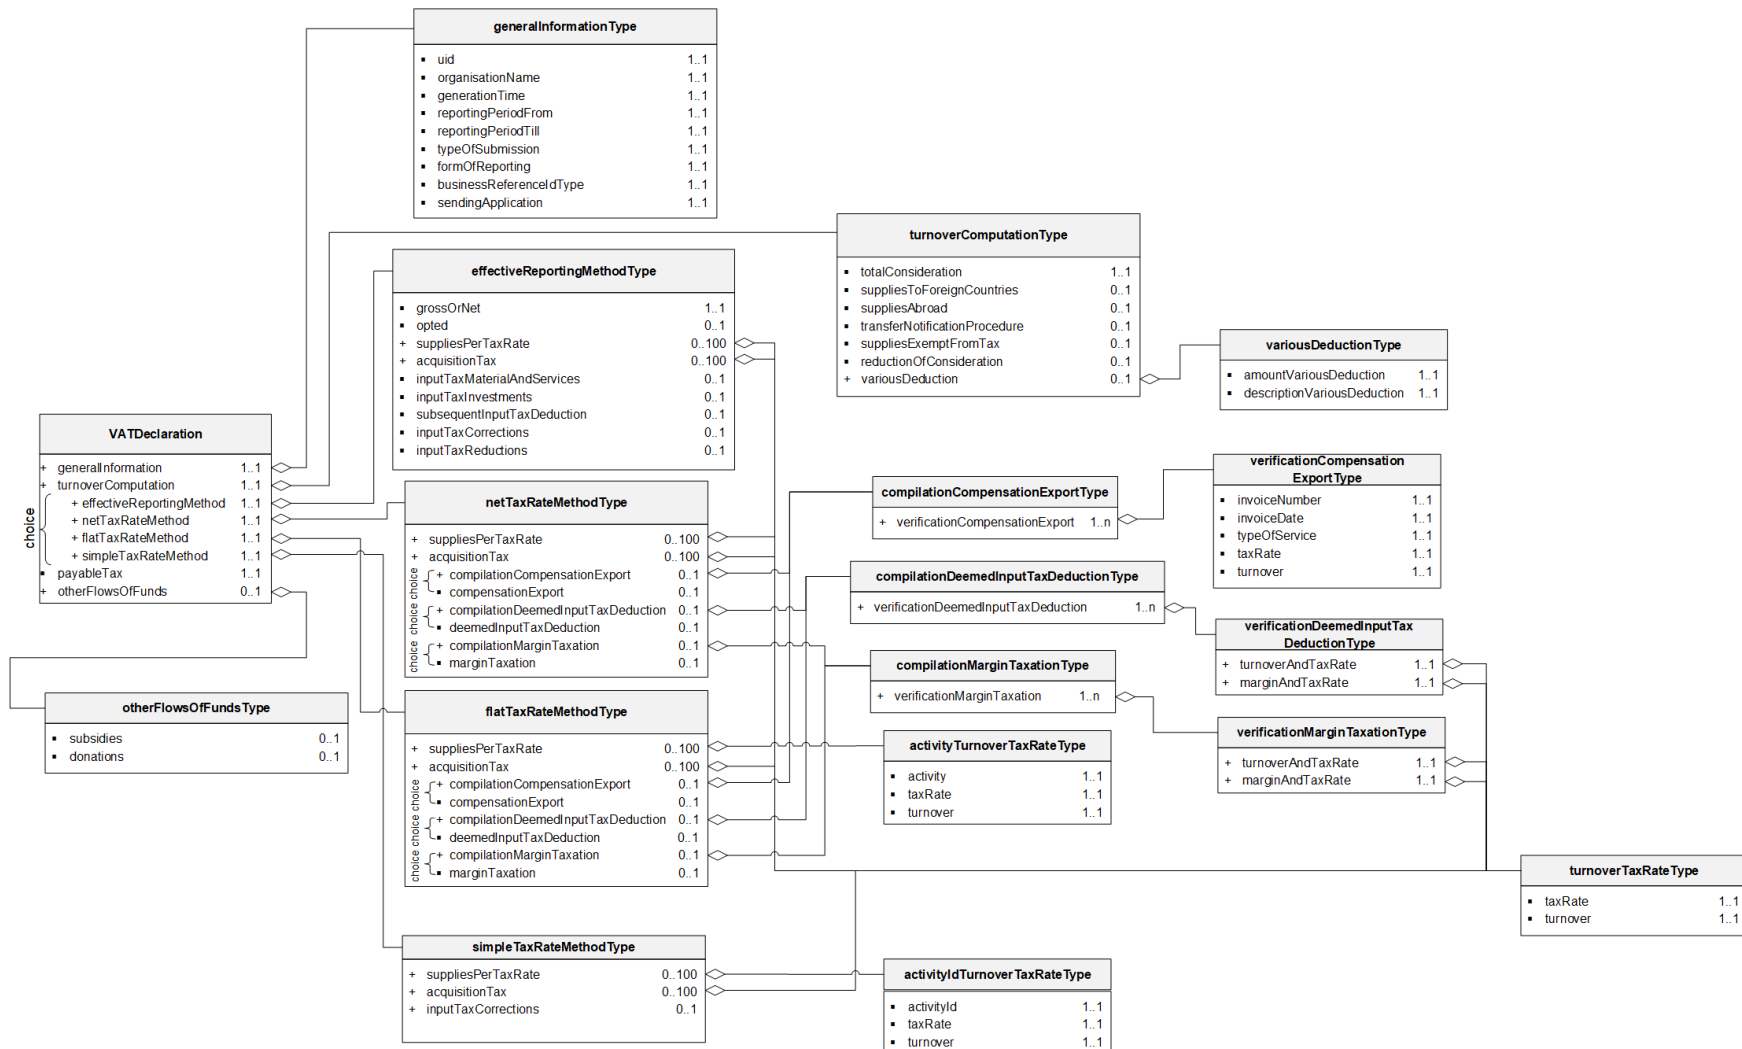 generalInformationType
▪ uid 1..1
▪ organisationName 1..1
▪ generationTime 1..1
▪ reportingPeriodFrom 1..1
▪ reportingPeriodTill 1..1
▪ typeOfSubmission 1..1
▪ formOfReporting 1..1
▪ businessReferenceIdType 1..1
▪ sendingApplication 1..1
turnoverComputationType
▪ totalConsideration 1..1
▪ suppliesToForeignCountries 0..1
▪ suppliesAbroad 0..1
▪ transferNotificationProcedure 0..1
▪ suppliesExemptFromTax 0..1
▪ reductionOfConsideration 0..1
+ variousDeduction 0..1
variousDeductionType
▪ amountVariousDeduction 1..1
▪ descriptionVariousDeduction 1..1
effectiveReportingMethodType
▪ grossOrNet 1..1
▪ opted 0..1
+ suppliesPerTaxRate 0..100
+ acquisitionTax 0..100
▪ inputTaxMaterialAndServices 0..1
▪ inputTaxInvestments 0..1
▪ subsequentInputTaxDeduction 0..1
▪ inputTaxCorrections 0..1
▪ inputTaxReductions 0..1
VATDeclaration
+ generalInformation 1..1
+ turnoverComputation 1..1
choice
+ effectiveReportingMethod 1..1
+ netTaxRateMethod 1..1
+ flatTaxRateMethod 1..1
+ simpleTaxRateMethod 1..1
▪ payableTax 1..1
+ otherFlowsOfFunds 0..1
netTaxRateMethodType
+ suppliesPerTaxRate 0..100
+ acquisitionTax 0..100
choice
+ compilationCompensationExport 0..1
▪ compensationExport 0..1
choice
+ compilationDeemedInputTaxDeduction 0..1
▪ deemedInputTaxDeduction 0..1
choice
+ compilationMarginTaxation 0..1
▪ marginTaxation 0..1
compilationCompensationExportType
+ verificationCompensationExport 1..n
verificationCompensation
ExportType
▪ invoiceNumber 1..1
▪ invoiceDate 1..1
▪ typeOfService 1..1
▪ taxRate 1..1
▪ turnover 1..1
compilationDeemedInputTaxDeductionType
+ verificationDeemedInputTaxDeduction 1..n
verificationDeemedInputTax
DeductionType
+ turnoverAndTaxRate 1..1
+ marginAndTaxRate 1..1
compilationMarginTaxationType
+ verificationMarginTaxation 1..n
verificationMarginTaxationType
+ turnoverAndTaxRate 1..1
+ marginAndTaxRate 1..1
otherFlowsOfFundsType
▪ subsidies 0..1
▪ donations 0..1
flatTaxRateMethodType
+ suppliesPerTaxRate 0..100
+ acquisitionTax 0..100
choice
+ compilationCompensationExport 0..1
▪ compensationExport 0..1
choice
+ compilationDeemedInputTaxDeduction 0..1
▪ deemedInputTaxDeduction 0..1
choice
+ compilationMarginTaxation 0..1
▪ marginTaxation 0..1
activityTurnoverTaxRateType
▪ activity 1..1
▪ taxRate 1..1
▪ turnover 1..1
turnoverTaxRateType
▪ taxRate 1..1
▪ turnover 1..1
simpleTaxRateMethodType
+ suppliesPerTaxRate 0..100
+ acquisitionTax 0..100
+ inputTaxCorrections 0..1
activityIdTurnoverTaxRateType
▪ activityId 1..1
▪ taxRate 1..1
▪ turnover 1..1